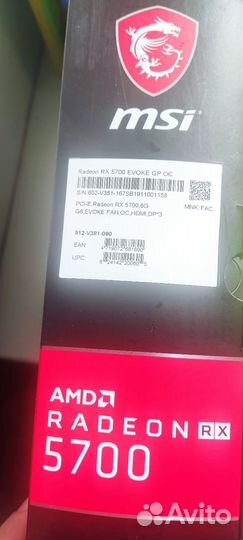 msi
Radeon RX 5700 EVOKE GP OC
S/N:602-V381-167SB1911001158
PCI-E,Radeon RX 5700,8G
G6,EVOKE FAN,OC,HDMI,DP*3
912-V381-090
EAN:
UPC:
AMD
RADEON RX
5700
Avito